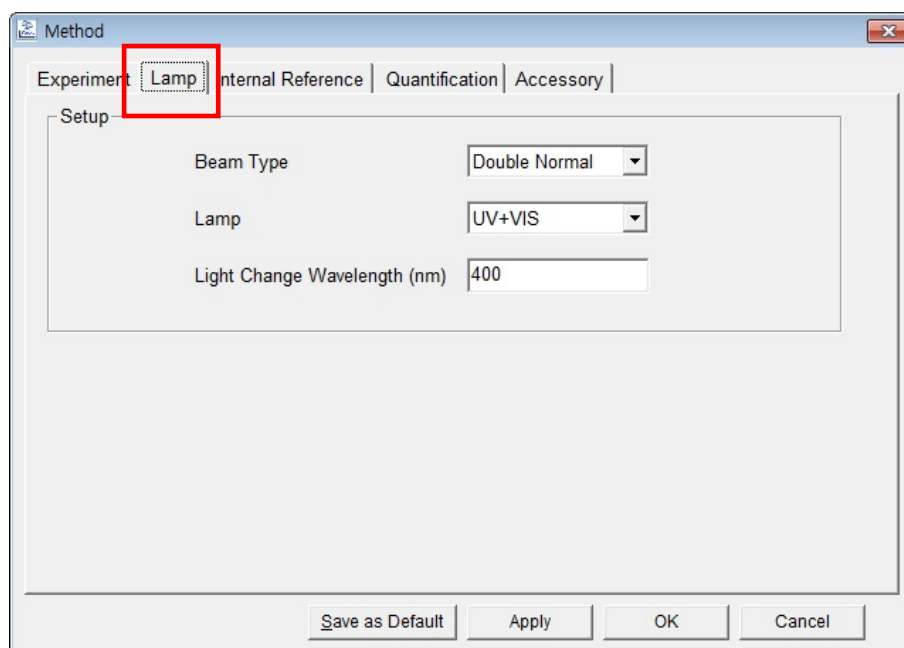 Method
Experiment Lamp Internal Reference Quantification Accessory
Setup
Beam Type Double Normal
Lamp UV+VIS
Light Change Wavelength (nm) 400
Save as Default Apply OK Cancel